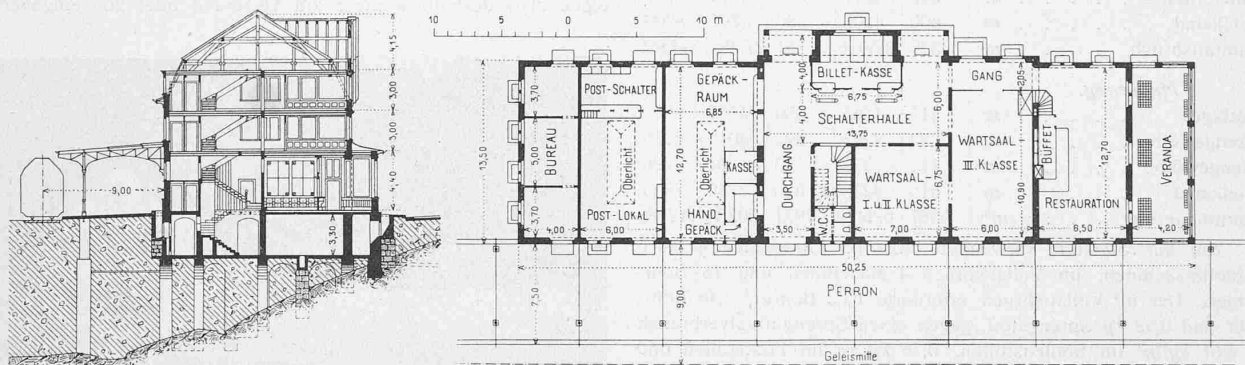 4,15
3,00
3,00
4,40
9,00
3,30
10 5 0 5 10 m
13,50
3,70
5,00
3,70
BUREAU
4,00
POST-SCHALTER
Oberlicht
POST-LOKAL
6,00
GEPÄCK-
RAUM
6,85
12,70
Oberlicht
KASSE
HAND-
GEPÄCK
4,00
4,00
BILLET-KASSE
6,75
6,00
SCHALTERHALLE
13,75
DURCHGANG
3,50
W.C.
WARTSAAL-
I. u. II. KLASSE
6,75
7,00
GANG
2,05
WARTSAAL
III. KLASSE
10,90
6,00
BUFFET
12,70
RESTAURATION
6,50
VERANDA
4,20
50,25
7,50
9,00
PERRON
Geleismitte